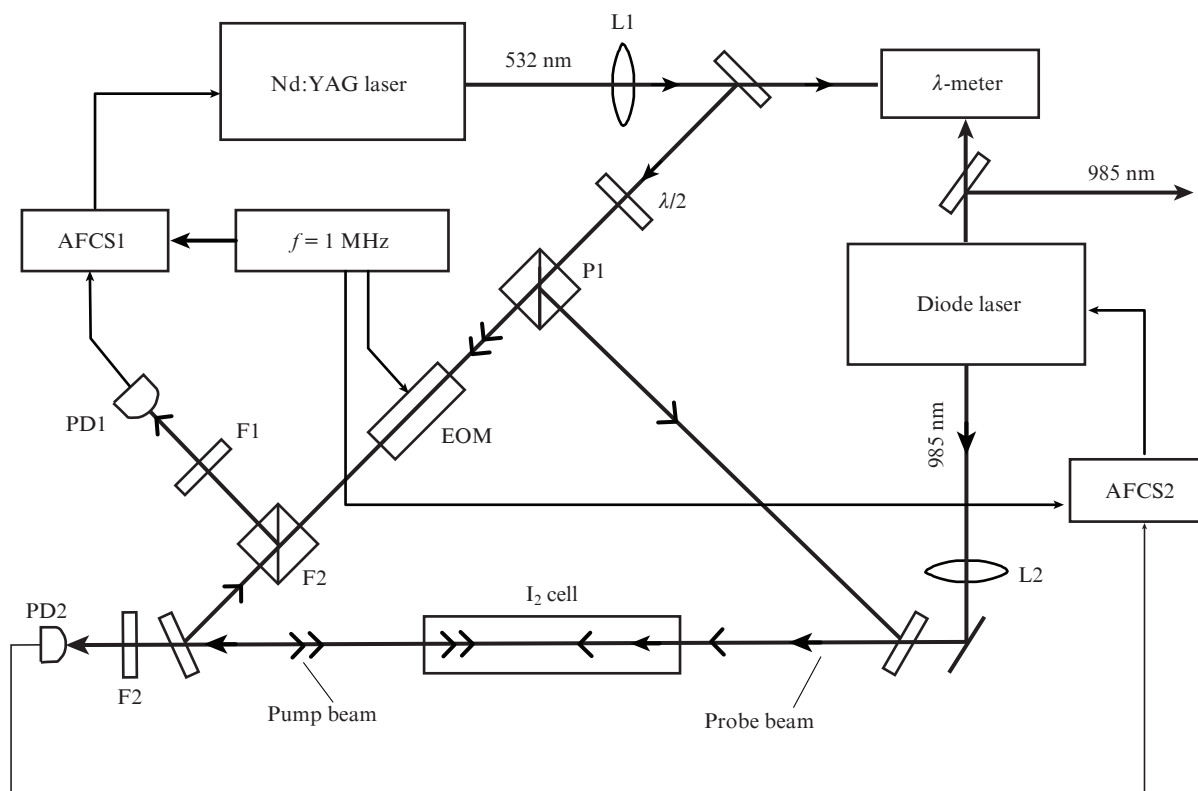 L1
532 nm
Nd:YAG laser
λ-meter
985 nm
λ/2
AFCS1
f = 1 MHz
P1
Diode laser
PD1
F1
EOM
985 nm
AFCS2
F2
L2
I₂ cell
PD2
F2
Pump beam
Probe beam